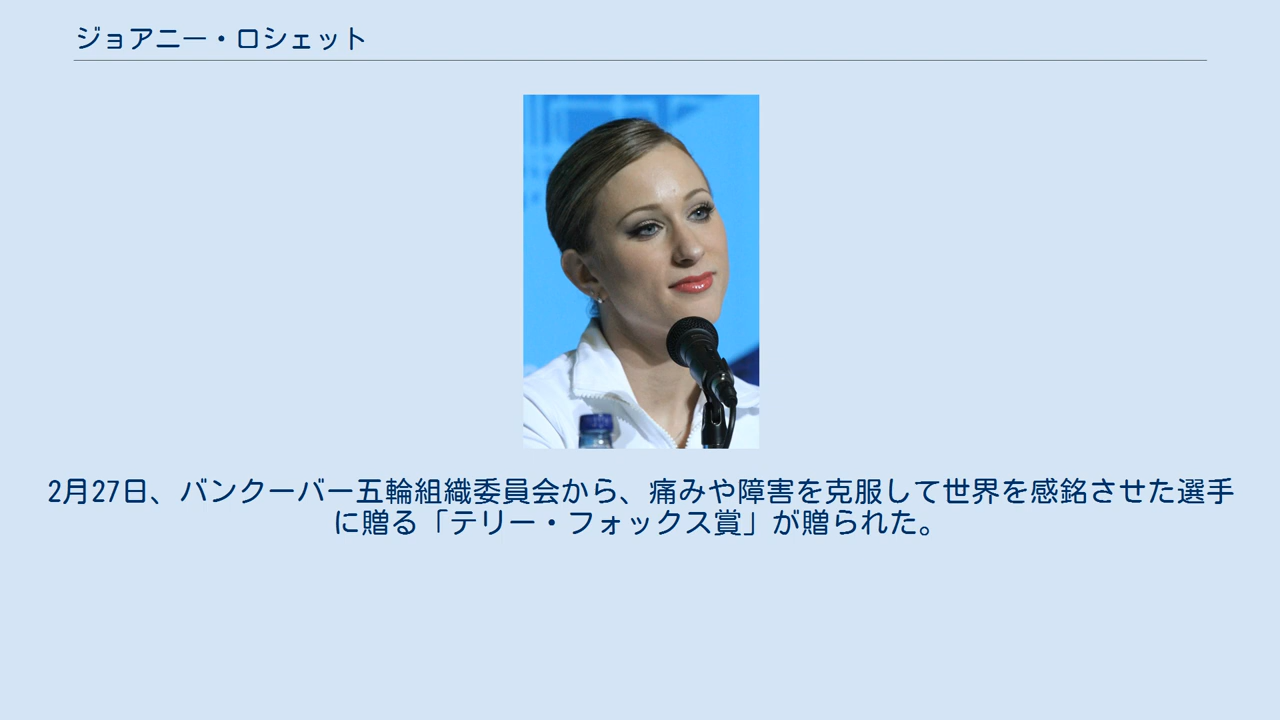 ジョアニー・ロシェット
2月27日、バンクーバー五輪組織委員会から、痛みや障害を克服して世界を感銘させた選手
に贈る「テリー・フォックス賞」が贈られた。